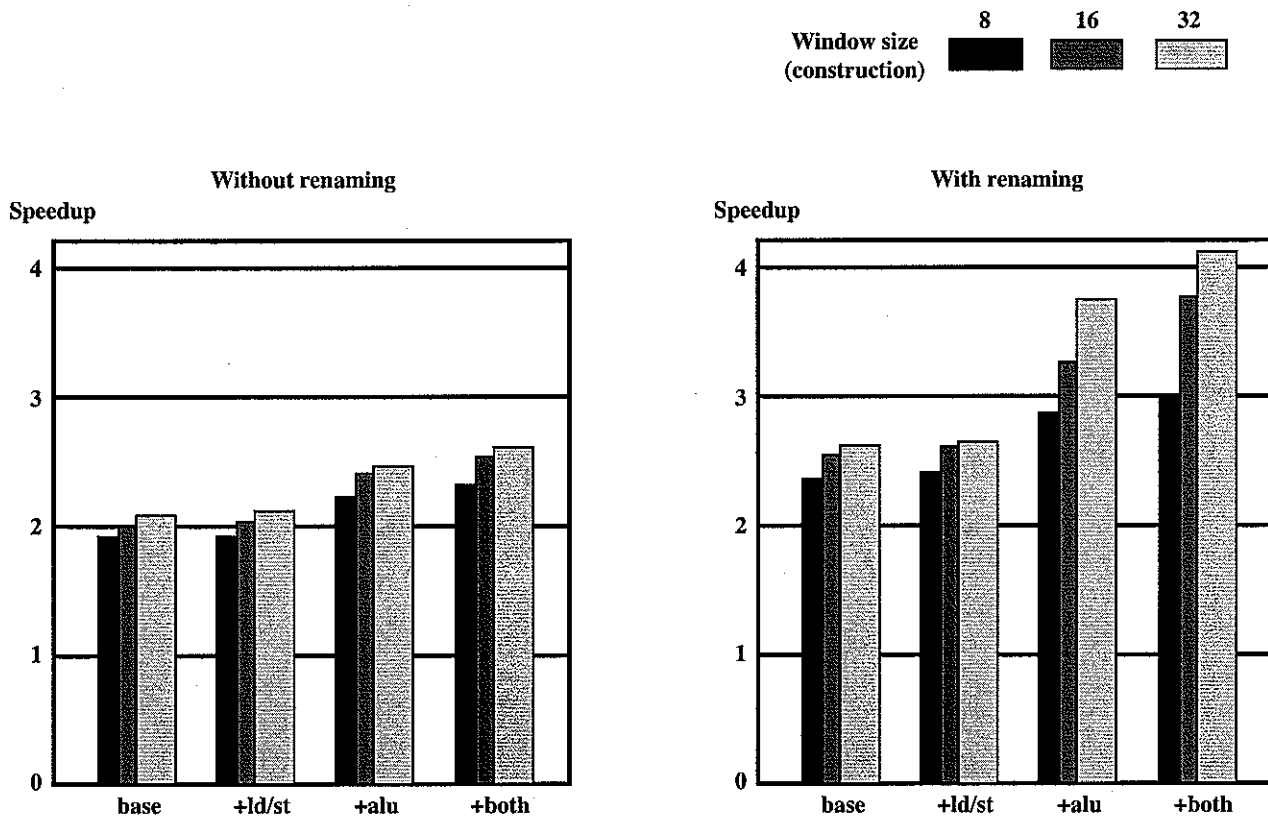 8 16 32
Window size
(construction)
Without renaming
With renaming
Speedup
4
3
2
1
0
base +ld/st +alu +both
Speedup
4
3
2
1
0
base +ld/st +alu +both